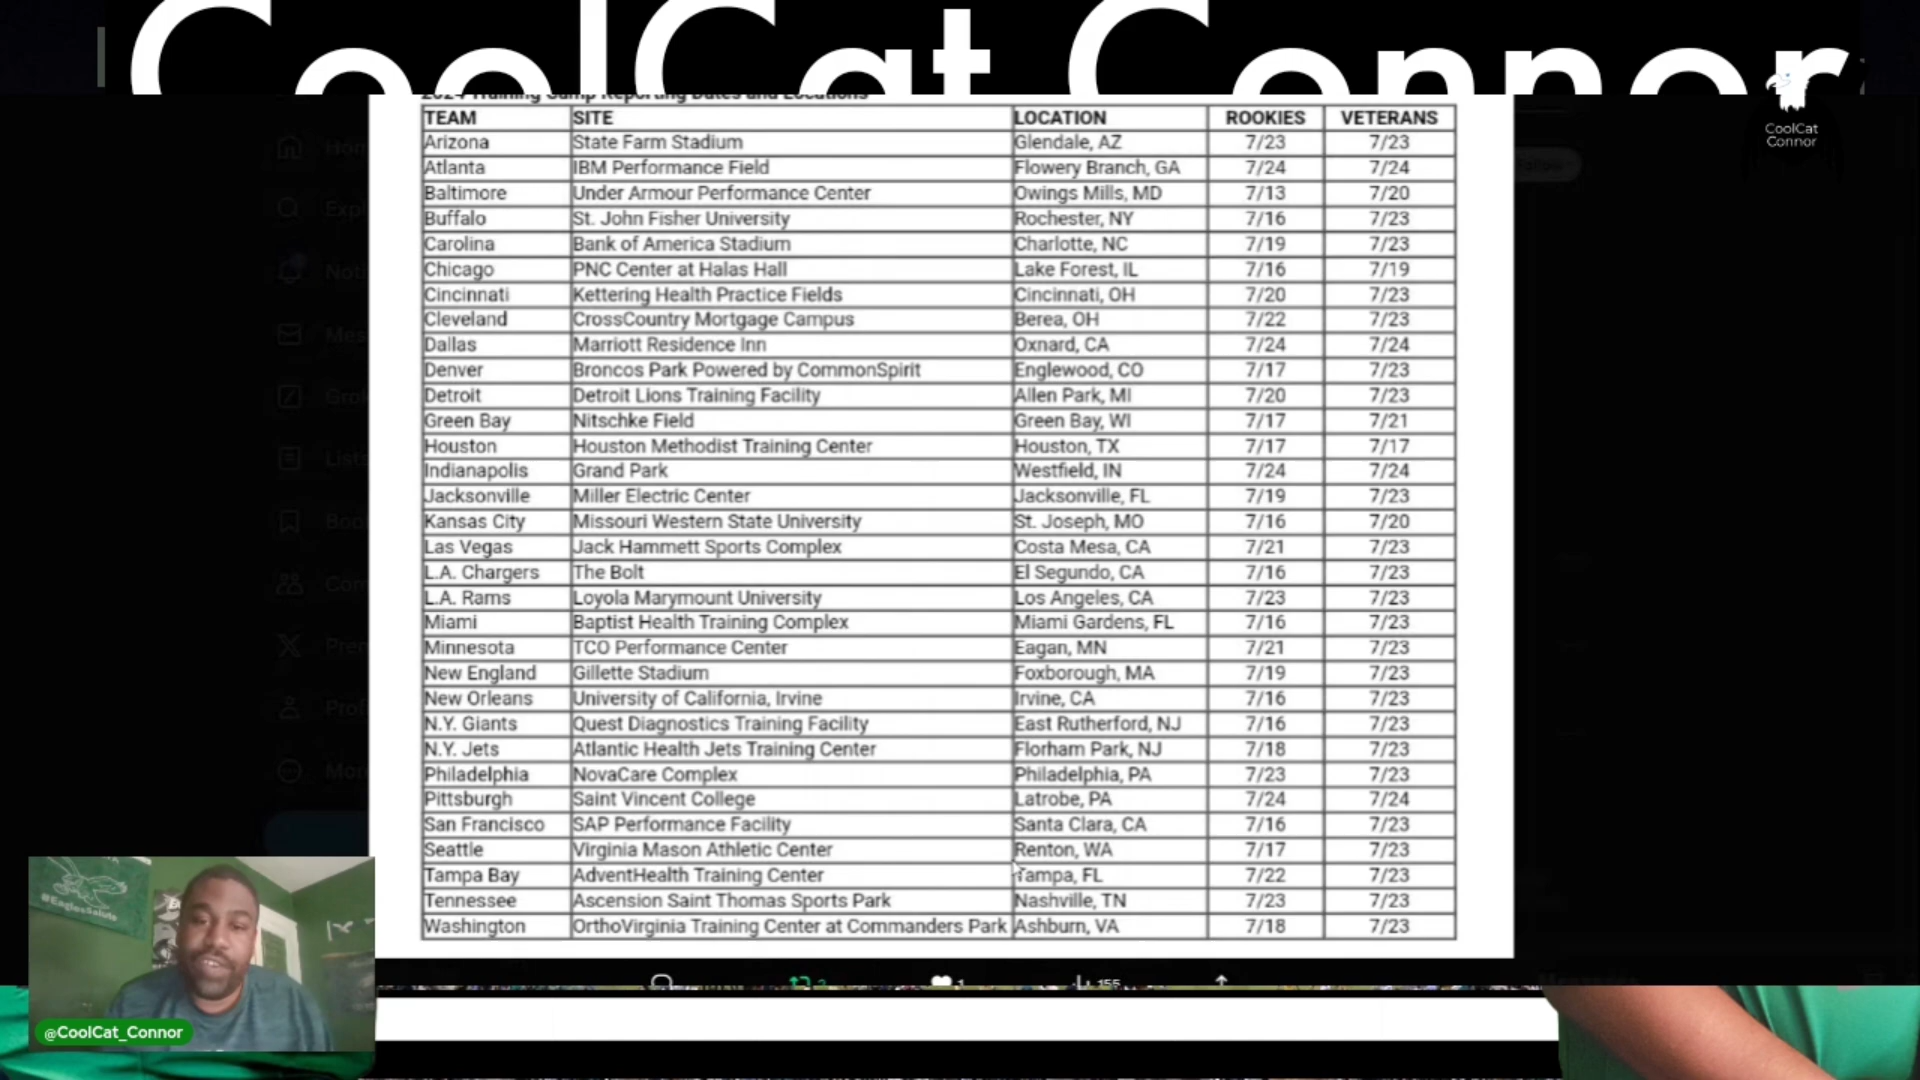 CoolCat Connor
CoolCat
Connor
2024 Training Camp Reporting Dates and Locations
TEAM SITE LOCATION ROOKIES VETERANS
Arizona State Farm Stadium Glendale, AZ 7/23 7/23
Atlanta IBM Performance Field Flowery Branch, GA 7/24 7/24
Baltimore Under Armour Performance Center Owings Mills, MD 7/13 7/20
Buffalo St. John Fisher University Rochester, NY 7/16 7/23
Carolina Bank of America Stadium Charlotte, NC 7/19 7/23
Chicago PNC Center at Halas Hall Lake Forest, IL 7/16 7/19
Cincinnati Kettering Health Practice Fields Cincinnati, OH 7/20 7/23
Cleveland CrossCountry Mortgage Campus Berea, OH 7/22 7/23
Dallas Marriott Residence Inn Oxnard, CA 7/24 7/24
Denver Broncos Park Powered by CommonSpirit Englewood, CO 7/17 7/23
Detroit Detroit Lions Training Facility Allen Park, MI 7/20 7/23
Green Bay Nitschke Field Green Bay, WI 7/17 7/21
Houston Houston Methodist Training Center Houston, TX 7/17 7/17
Indianapolis Grand Park Westfield, IN 7/24 7/24
Jacksonville Miller Electric Center Jacksonville, FL 7/19 7/23
Kansas City Missouri Western State University St. Joseph, MO 7/16 7/20
Las Vegas Jack Hammett Sports Complex Costa Mesa, CA 7/21 7/23
L.A. Chargers The Bolt El Segundo, CA 7/16 7/23
L.A. Rams Loyola Marymount University Los Angeles, CA 7/23 7/23
Miami Baptist Health Training Complex Miami Gardens, FL 7/16 7/23
Minnesota TCO Performance Center Eagan, MN 7/21 7/23
New England Gillette Stadium Foxborough, MA 7/19 7/23
New Orleans University of California, Irvine Irvine, CA 7/16 7/23
N.Y. Giants Quest Diagnostics Training Facility East Rutherford, NJ 7/16 7/23
N.Y. Jets Atlantic Health Jets Training Center Florham Park, NJ 7/18 7/23
Philadelphia NovaCare Complex Philadelphia, PA 7/23 7/23
Pittsburgh Saint Vincent College Latrobe, PA 7/24 7/24
San Francisco SAP Performance Facility Santa Clara, CA 7/16 7/23
Seattle Virginia Mason Athletic Center Renton, WA 7/17 7/23
Tampa Bay AdventHealth Training Center Tampa, FL 7/22 7/23
Tennessee Ascension Saint Thomas Sports Park Nashville, TN 7/23 7/23
Washington OrthoVirginia Training Center at Commanders Park Ashburn, VA 7/18 7/23
@EaglesSalute
155
@CoolCat_Connor